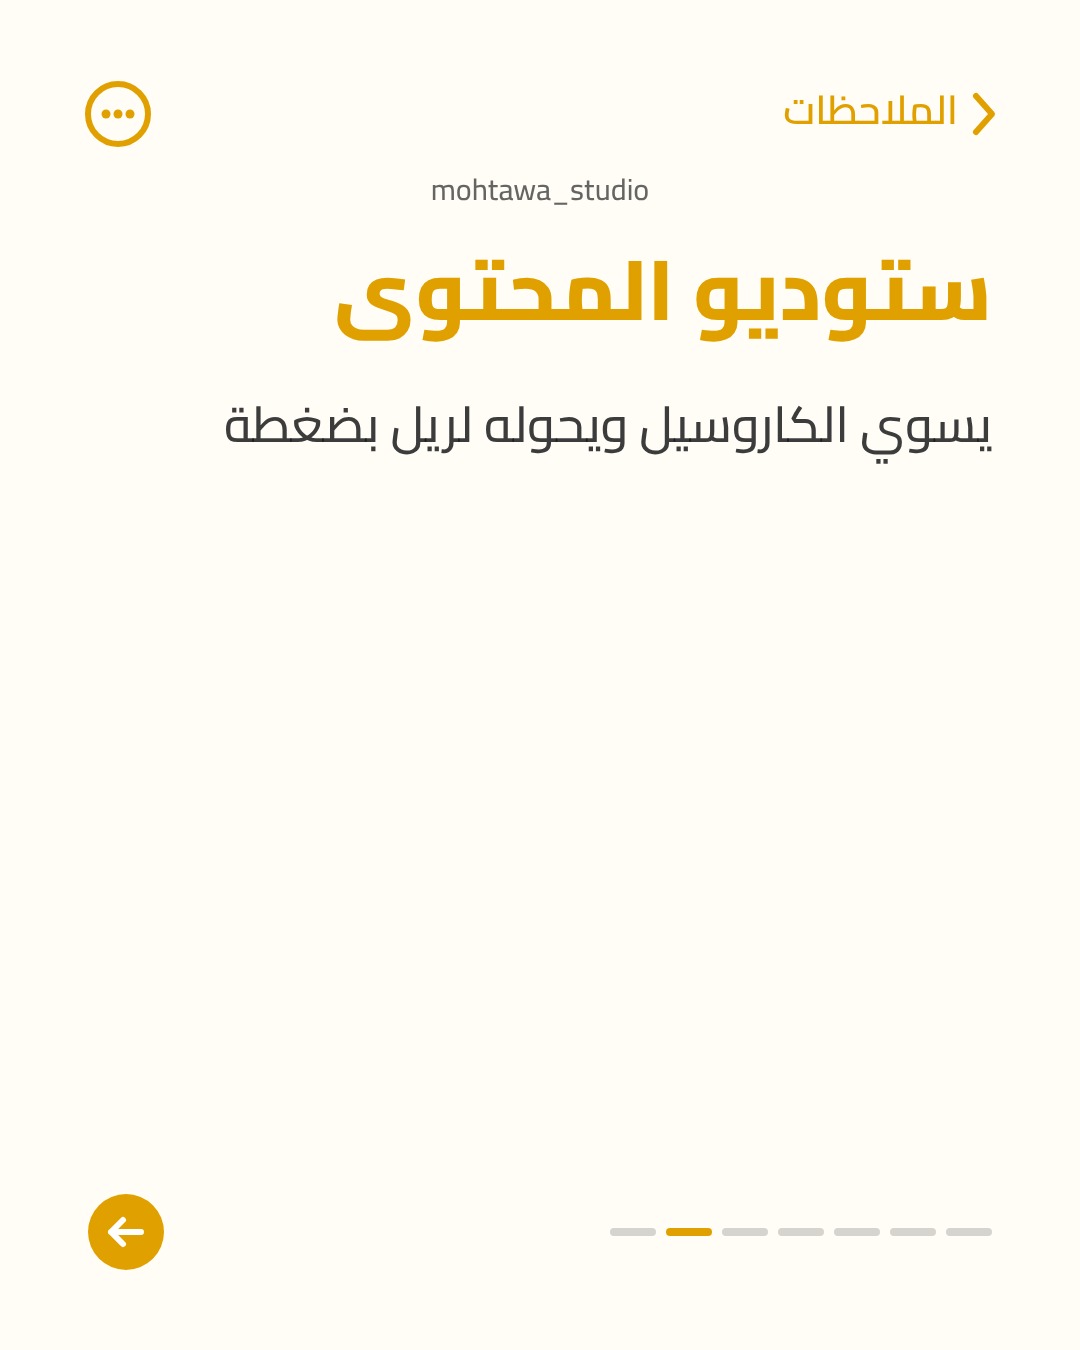 الملاحظات
mohtawa_studio
ستوديو المحتوى
يسوي الكاروسيل ويحوله لريل بضغطة